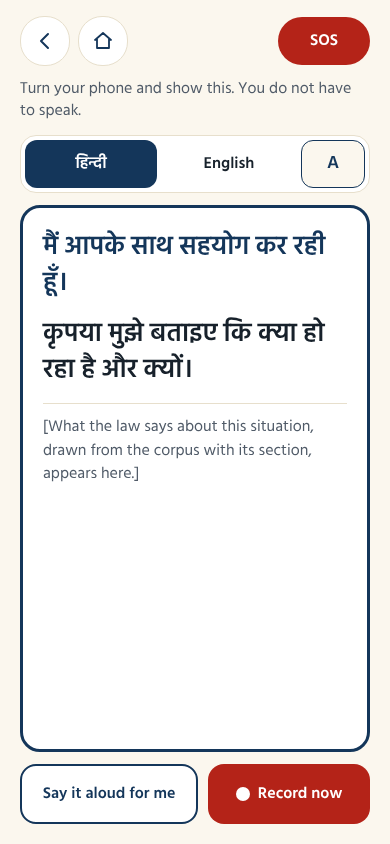 SOS
Turn your phone and show this. You do not have
to speak.
हिन्दी English A
मैं आपके साथ सहयोग कर रही
हूँ।
कृपया मुझे बताइए कि क्या हो
रहा है और क्यों।
[What the law says about this situation,
drawn from the corpus with its section,
appears here.]
Say it aloud for me Record now